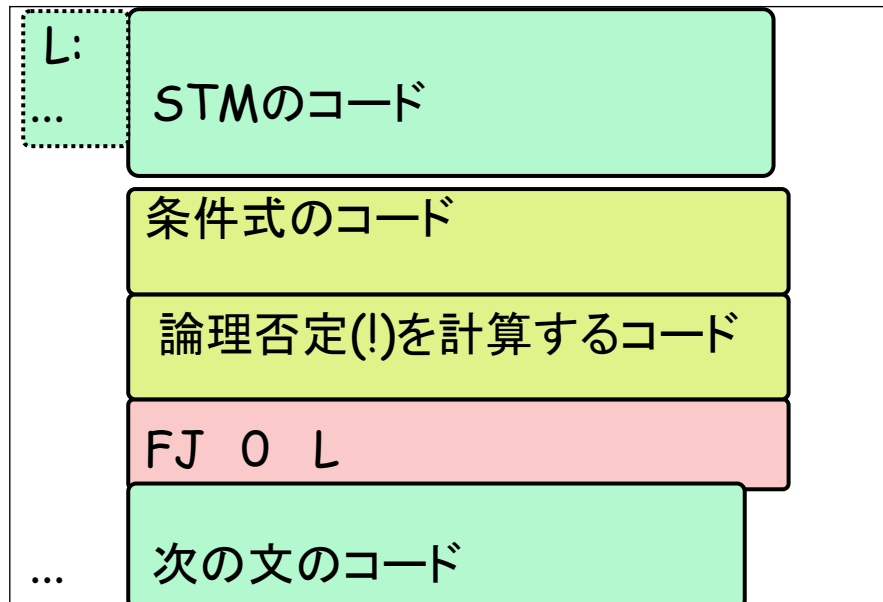 L:
... STMのコード
条件式のコード
論理否定(!)を計算するコード
FJ 0 L
... 次の文のコード